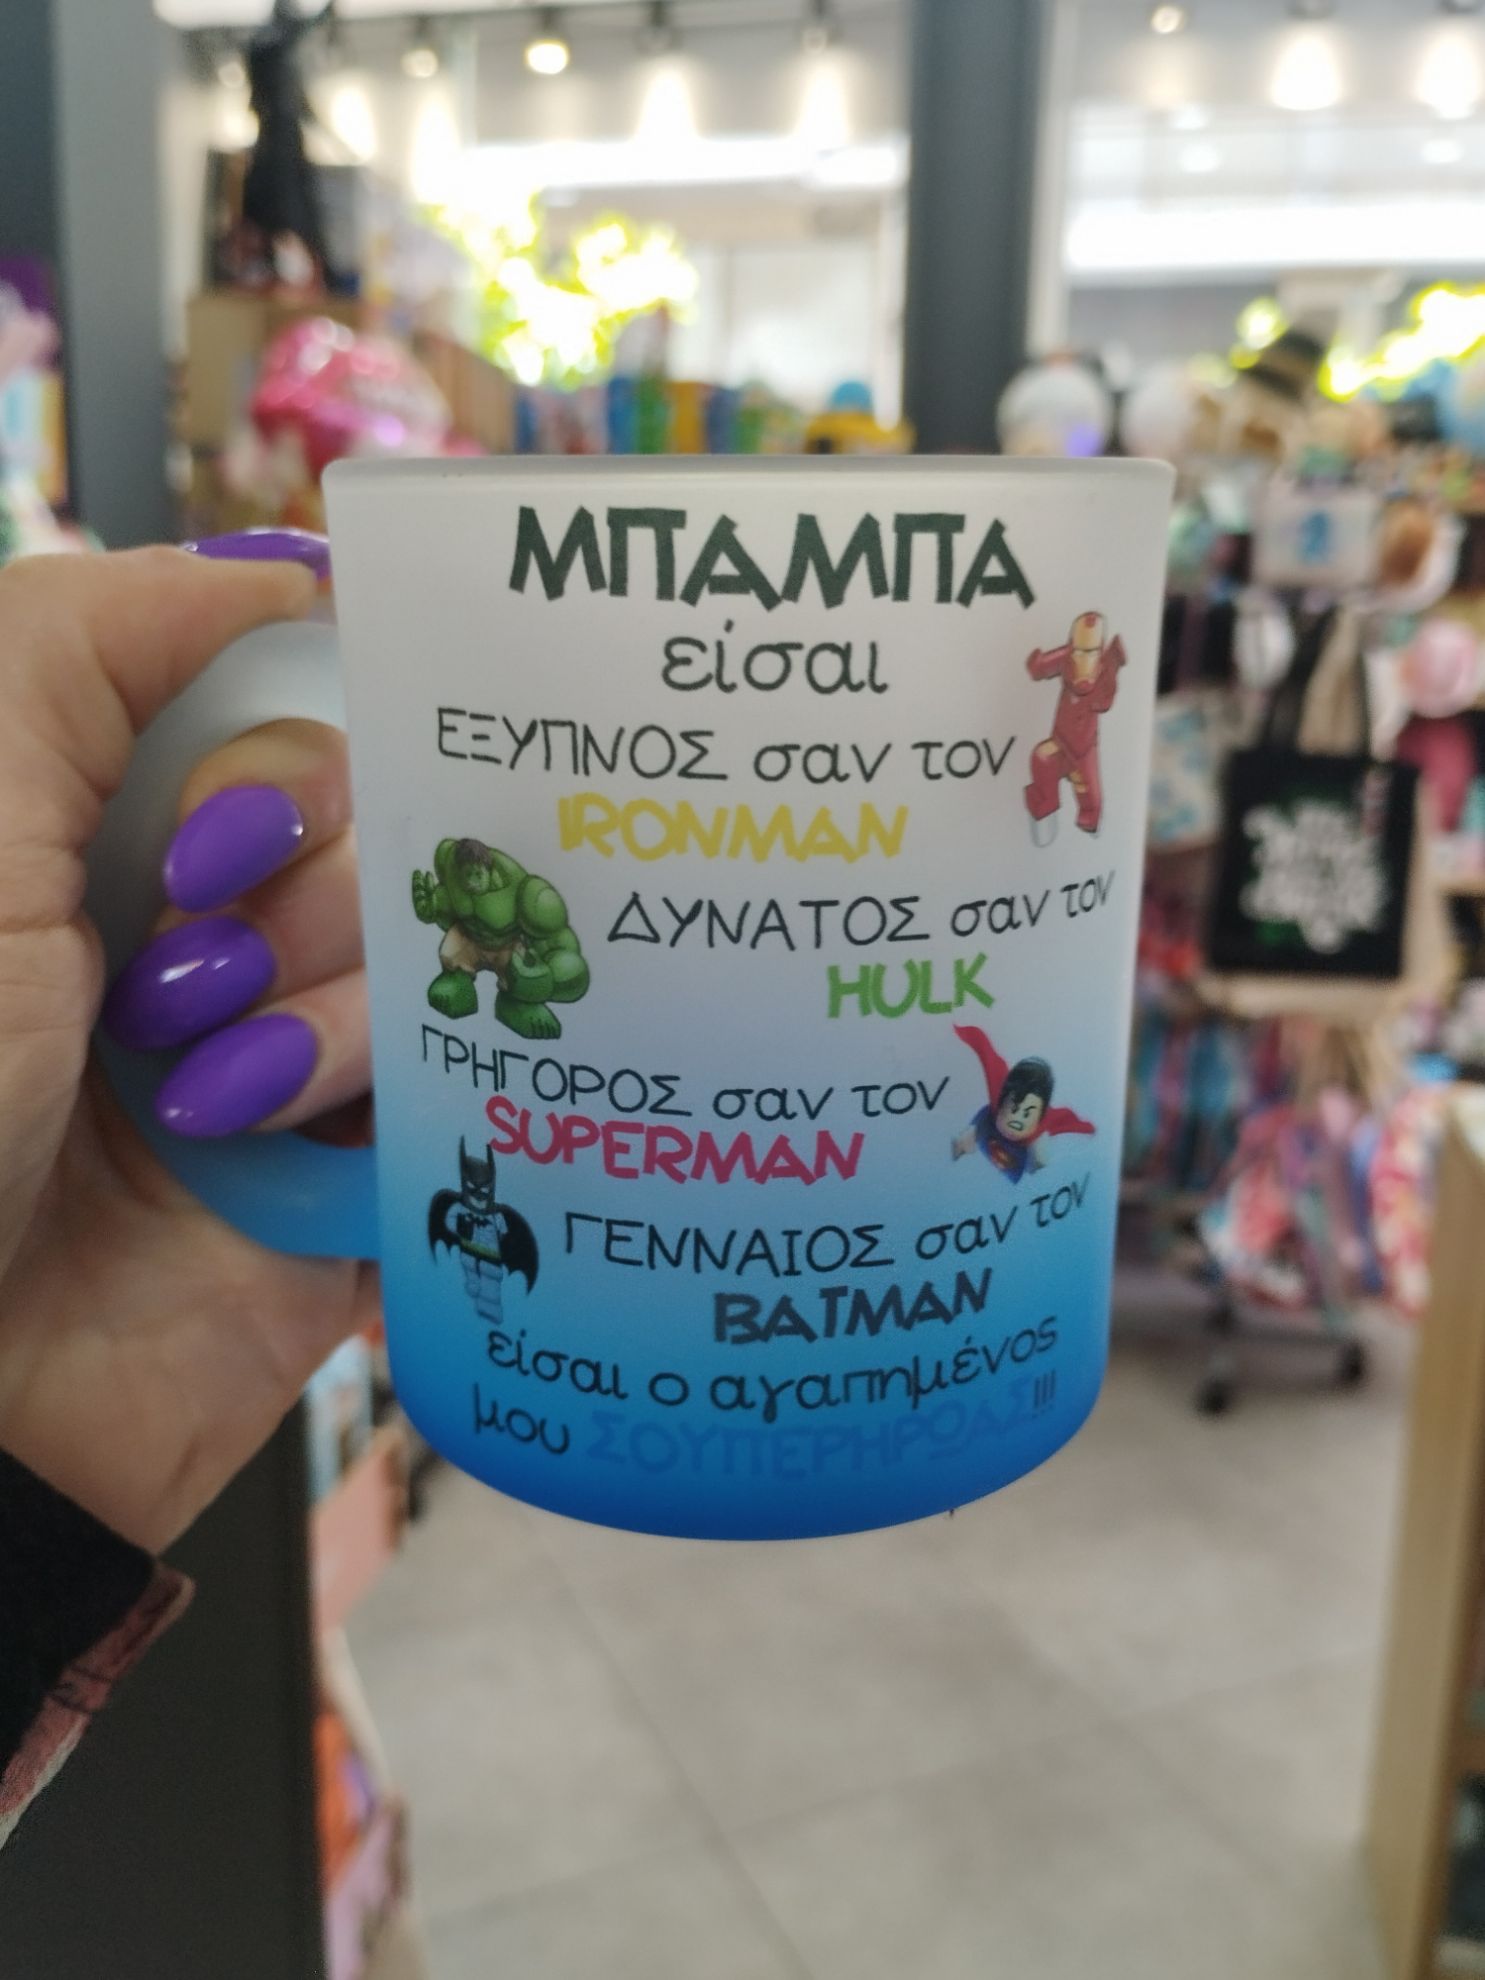 ΜΠΑΜΠΑ
είσαι
ΕΞΥΠΝΟΣ σαν τον
IRONMAN
ΔΥΝΑΤΟΣ σαν τον
HULK
ΓΡΗΓΟΡΟΣ σαν τον
SUPERMAN
ΓΕΝΝΑΙΟΣ σαν τον
BATMAN
είσαι ο αγαπημένος
μου ΣΟΥΠΕΡΗΡΩΑΣ!!!